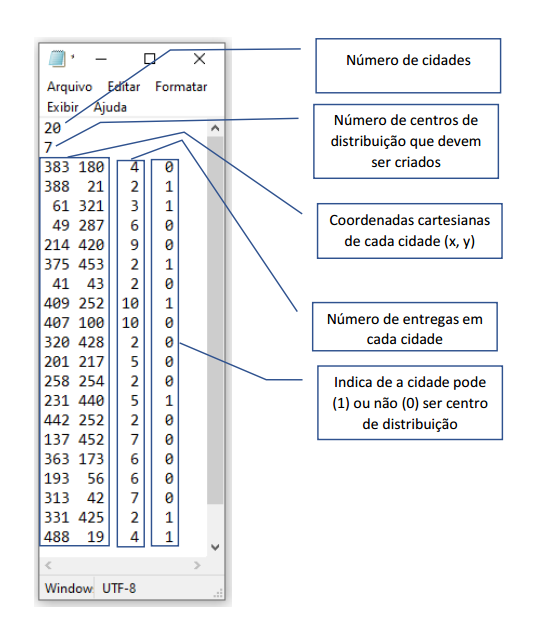 Arquivo Editar Formatar
Exibir Ajuda
20
7
383 180 4 0
388 21 2 1
61 321 3 1
49 287 6 0
214 420 9 0
375 453 2 1
41 43 2 0
409 252 10 1
407 100 10 0
320 428 2 0
201 217 5 0
258 254 2 0
231 440 5 1
442 252 2 0
137 452 7 0
363 173 6 0
193 56 6 0
313 42 7 0
331 425 2 1
488 19 4 1
Window UTF-8
Número de cidades
Número de centros de
distribuição que devem
ser criados
Coordenadas cartesianas
de cada cidade (x, y)
Número de entregas em
cada cidade
Indica de a cidade pode
(1) ou não (0) ser centro
de distribuição